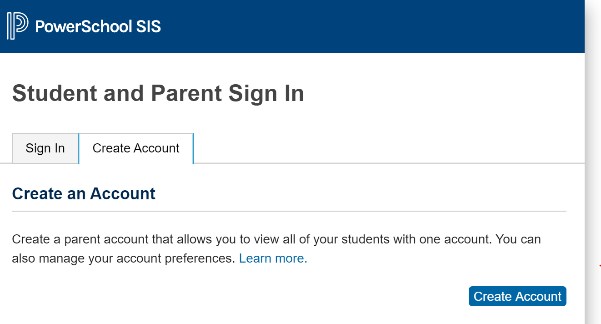 PowerSchool SIS
Student and Parent Sign In
Sign In
Create Account
Create an Account
Create a parent account that allows you to view all of your students with one account. You can
also manage your account preferences. Learn more.
Create Account